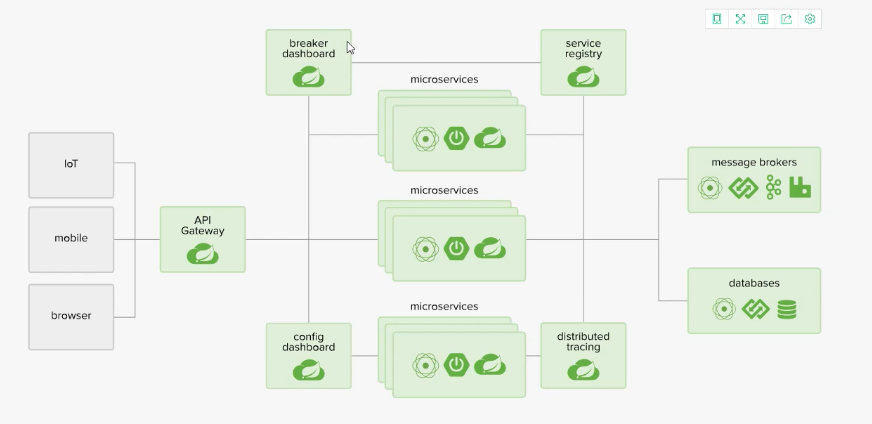 breaker
dashboard
service
registry
microservices
IoT
message brokers
microservices
mobile
API
Gateway
databases
browser
microservices
config
dashboard
distributed
tracing